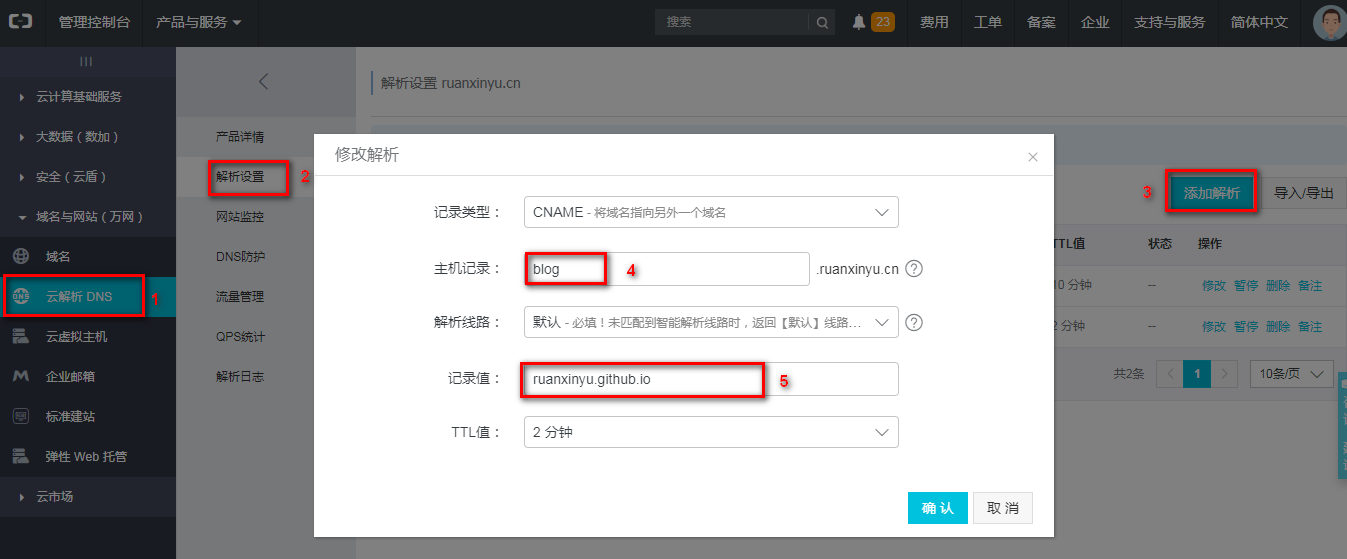 管理控制台 产品与服务 搜索 23 费用 工单 备案 企业 支持与服务 简体中文
云计算基础服务
大数据（数加）
安全（云盾）
域名与网站（万网）
域名
云解析 DNS 1
云虚拟主机
企业邮箱
标准建站
弹性 Web 托管
云市场
产品详情
解析设置 2
网站监控
DNS防护
流量管理
QPS统计
解析日志
解析设置 ruanxinyu.cn
3 添加解析 导入/导出
TTL值 状态 操作
10 分钟 -- 修改 暂停 删除 备注
2 分钟 -- 修改 暂停 删除 备注
共2条 1 10条/页
修改解析
记录类型： CNAME - 将域名指向另外一个域名
主机记录： blog 4 .ruanxinyu.cn ?
解析线路： 默认 - 必填！未匹配到智能解析线路时，返回【默认】线路... ?
记录值： ruanxinyu.github.io 5
TTL值： 2 分钟
确 认 取 消